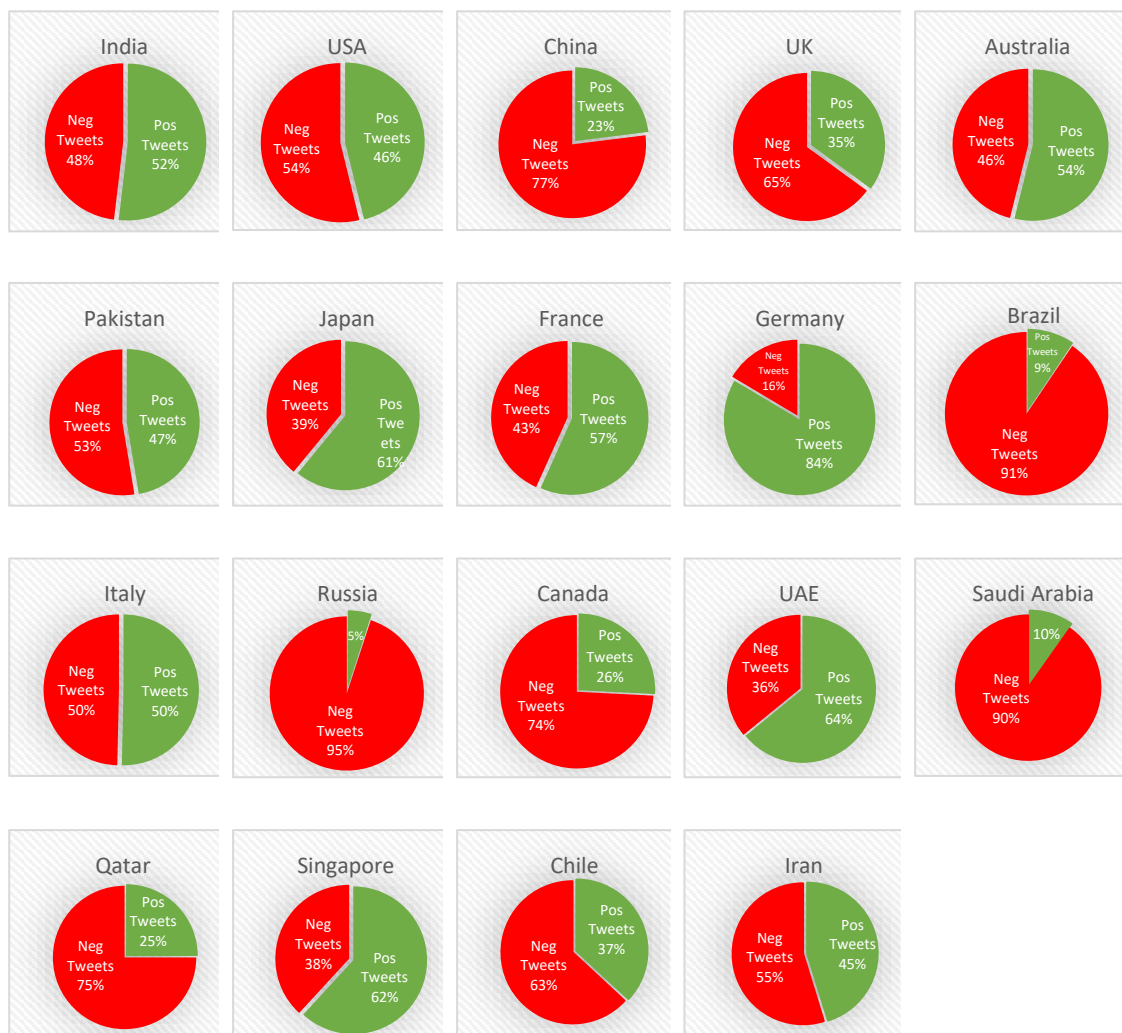 India
Neg
Tweets
48%
Pos
Tweets
52%
USA
Neg
Tweets
54%
Pos
Tweets
46%
China
Pos
Tweets
23%
Neg
Tweets
77%
UK
Pos
Tweets
35%
Neg
Tweets
65%
Australia
Neg
Tweets
46%
Pos
Tweets
54%
Pakistan
Neg
Tweets
53%
Pos
Tweets
47%
Japan
Neg
Tweets
39%
Pos
Twe
ets
61%
France
Neg
Tweets
43%
Pos
Tweets
57%
Germany
Neg
Tweets
16%
Pos
Tweets
84%
Brazil
Pos
Tweets
9%
Neg
Tweets
91%
Italy
Neg
Tweets
50%
Pos
Tweets
50%
Russia
5%
Neg
Tweets
95%
Canada
Pos
Tweets
26%
Neg
Tweets
74%
UAE
Neg
Tweets
36%
Pos
Tweets
64%
Saudi Arabia
10%
Neg
Tweets
90%
Qatar
Pos
Tweets
25%
Neg
Tweets
75%
Singapore
Neg
Tweets
38%
Pos
Tweets
62%
Chile
Pos
Tweets
37%
Neg
Tweets
63%
Iran
Neg
Tweets
55%
Pos
Tweets
45%